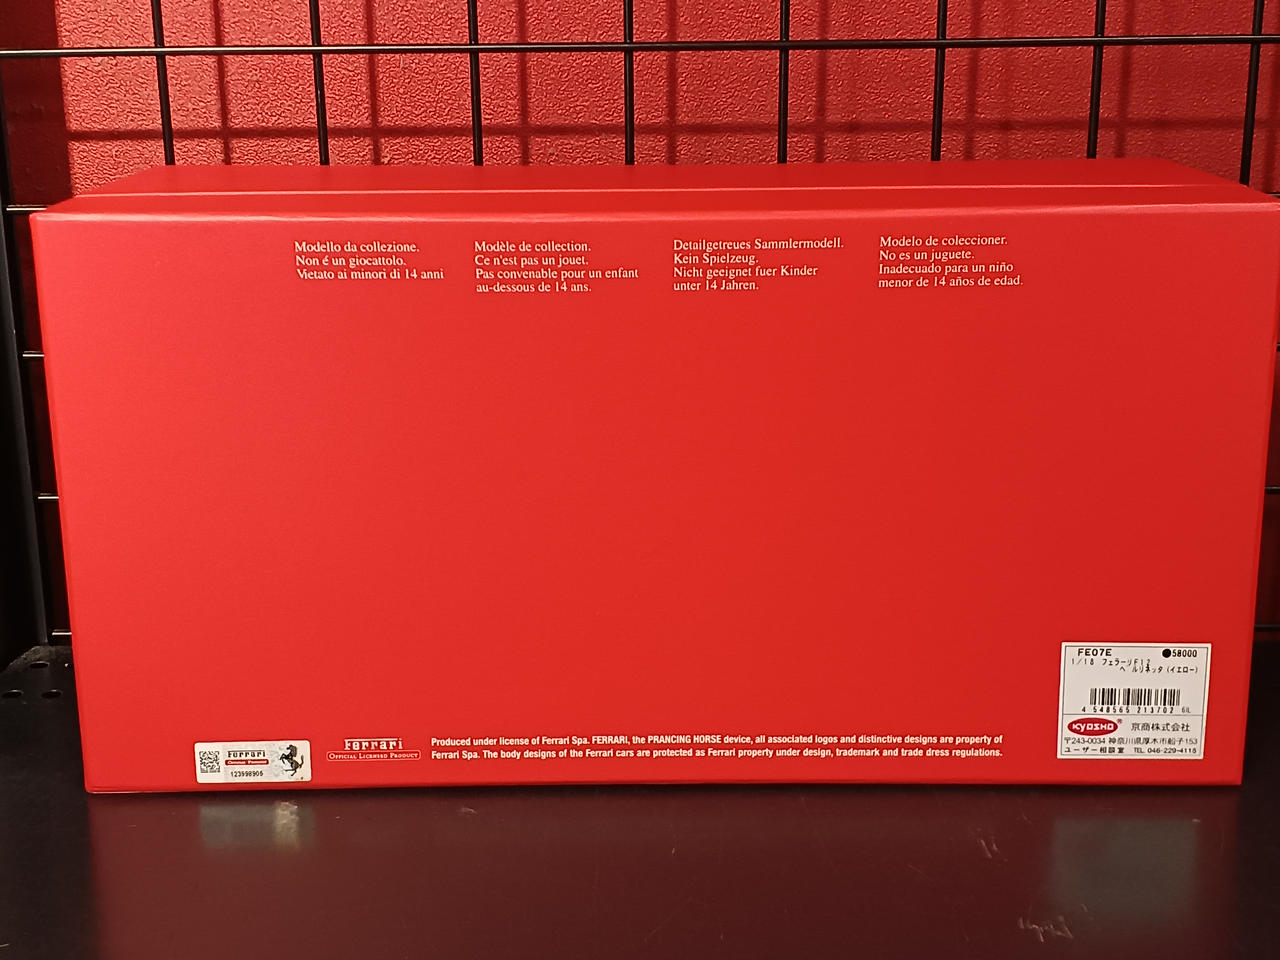 Modello da collezione.
Non é un giocattolo.
Vietato ai minori di 14 anni
Modèle de collection.
Ce n'est pas un jouet.
Pas convenable pour un enfant
au-dessous de 14 ans.
Detailgetreues Sammlermodell.
Kein Spielzeug.
Nicht geeignet fuer Kinder
unter 14 Jahren.
Modelo de coleccioner.
No es un juguete.
Inadecuado para un niño
menor de 14 años de edad.
FE07E ●58000
1/18 フェラーリF12
ベルリネッタ(イエロー)
4 548565 213702 6IL
KYOSHO® 京商株式会社
〒243-0034 神奈川県厚木市船子153
ユーザー相談室 TEL 046-229-4115
Ferrari
Official Licensed Product
123998905
Ferrari
Official Licensed Product
Produced under license of Ferrari Spa. FERRARI, the PRANCING HORSE device, all associated logos and distinctive designs are property of
Ferrari Spa. The body designs of the Ferrari cars are protected as Ferrari property under design, trademark and trade dress regulations.